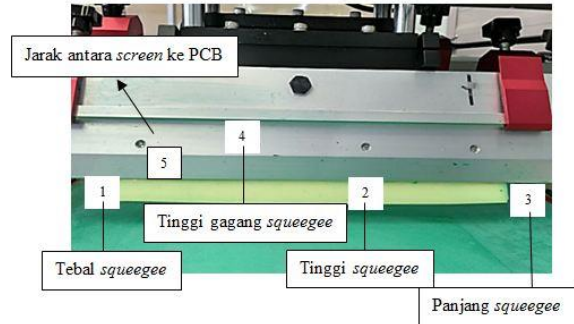 Jarak antara screen ke PCB
4
5
1
2
3
Tinggi gagang squeegee
Tebal squeegee
Tinggi squeegee
Panjang squeegee